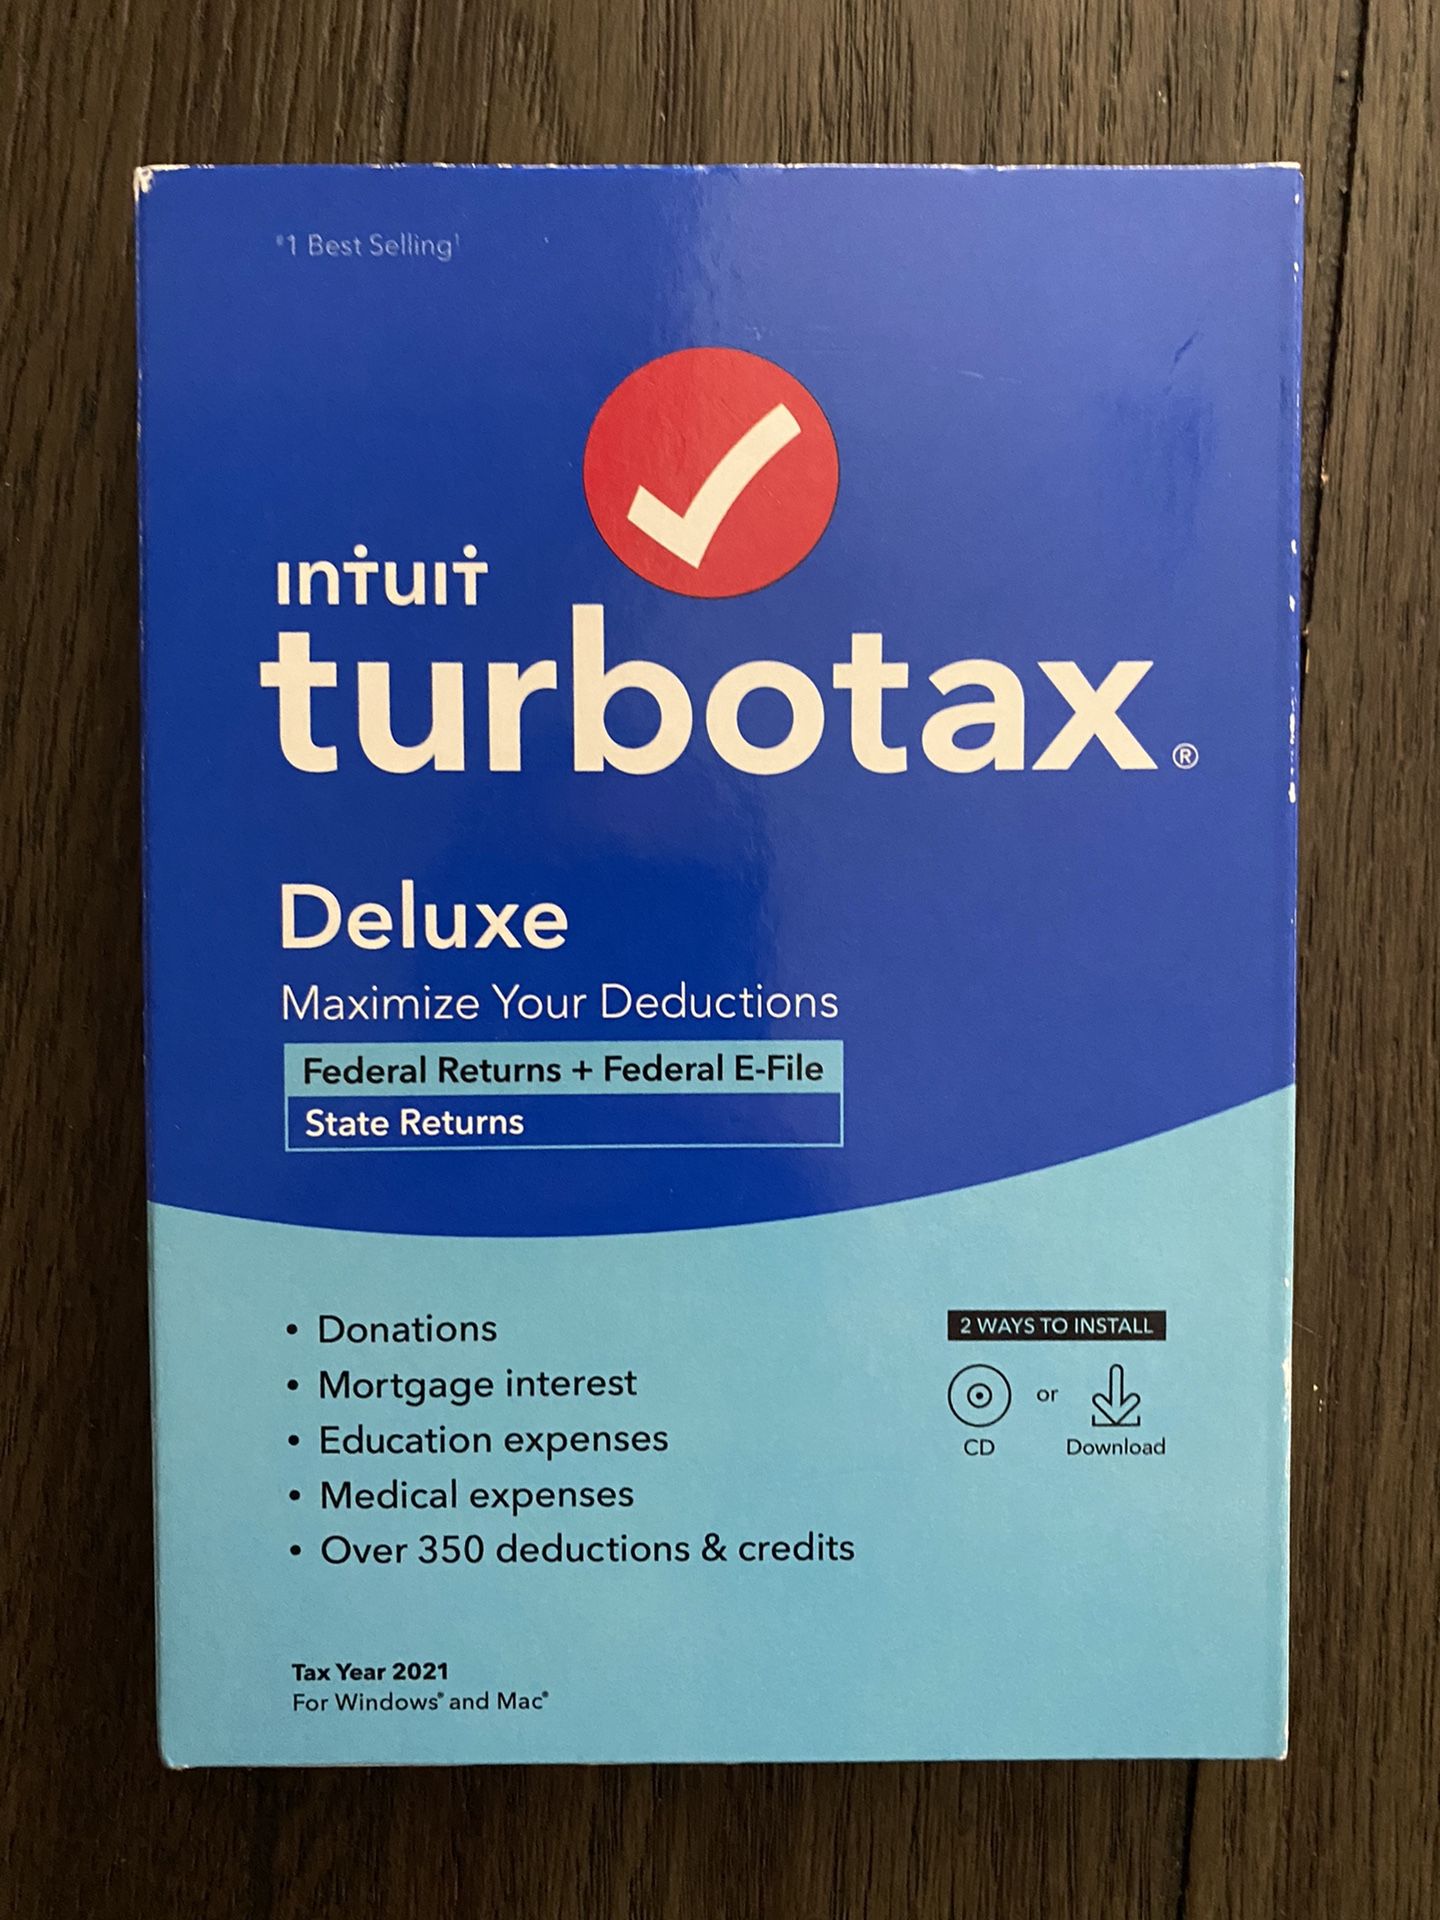 #1 Best Selling¹
ıntuıt
turbotax®
Deluxe
Maximize Your Deductions
Federal Returns + Federal E-File
State Returns
• Donations
• Mortgage interest
• Education expenses
• Medical expenses
• Over 350 deductions & credits
2 WAYS TO INSTALL
or
CD Download
Tax Year 2021
For Windows® and Mac®